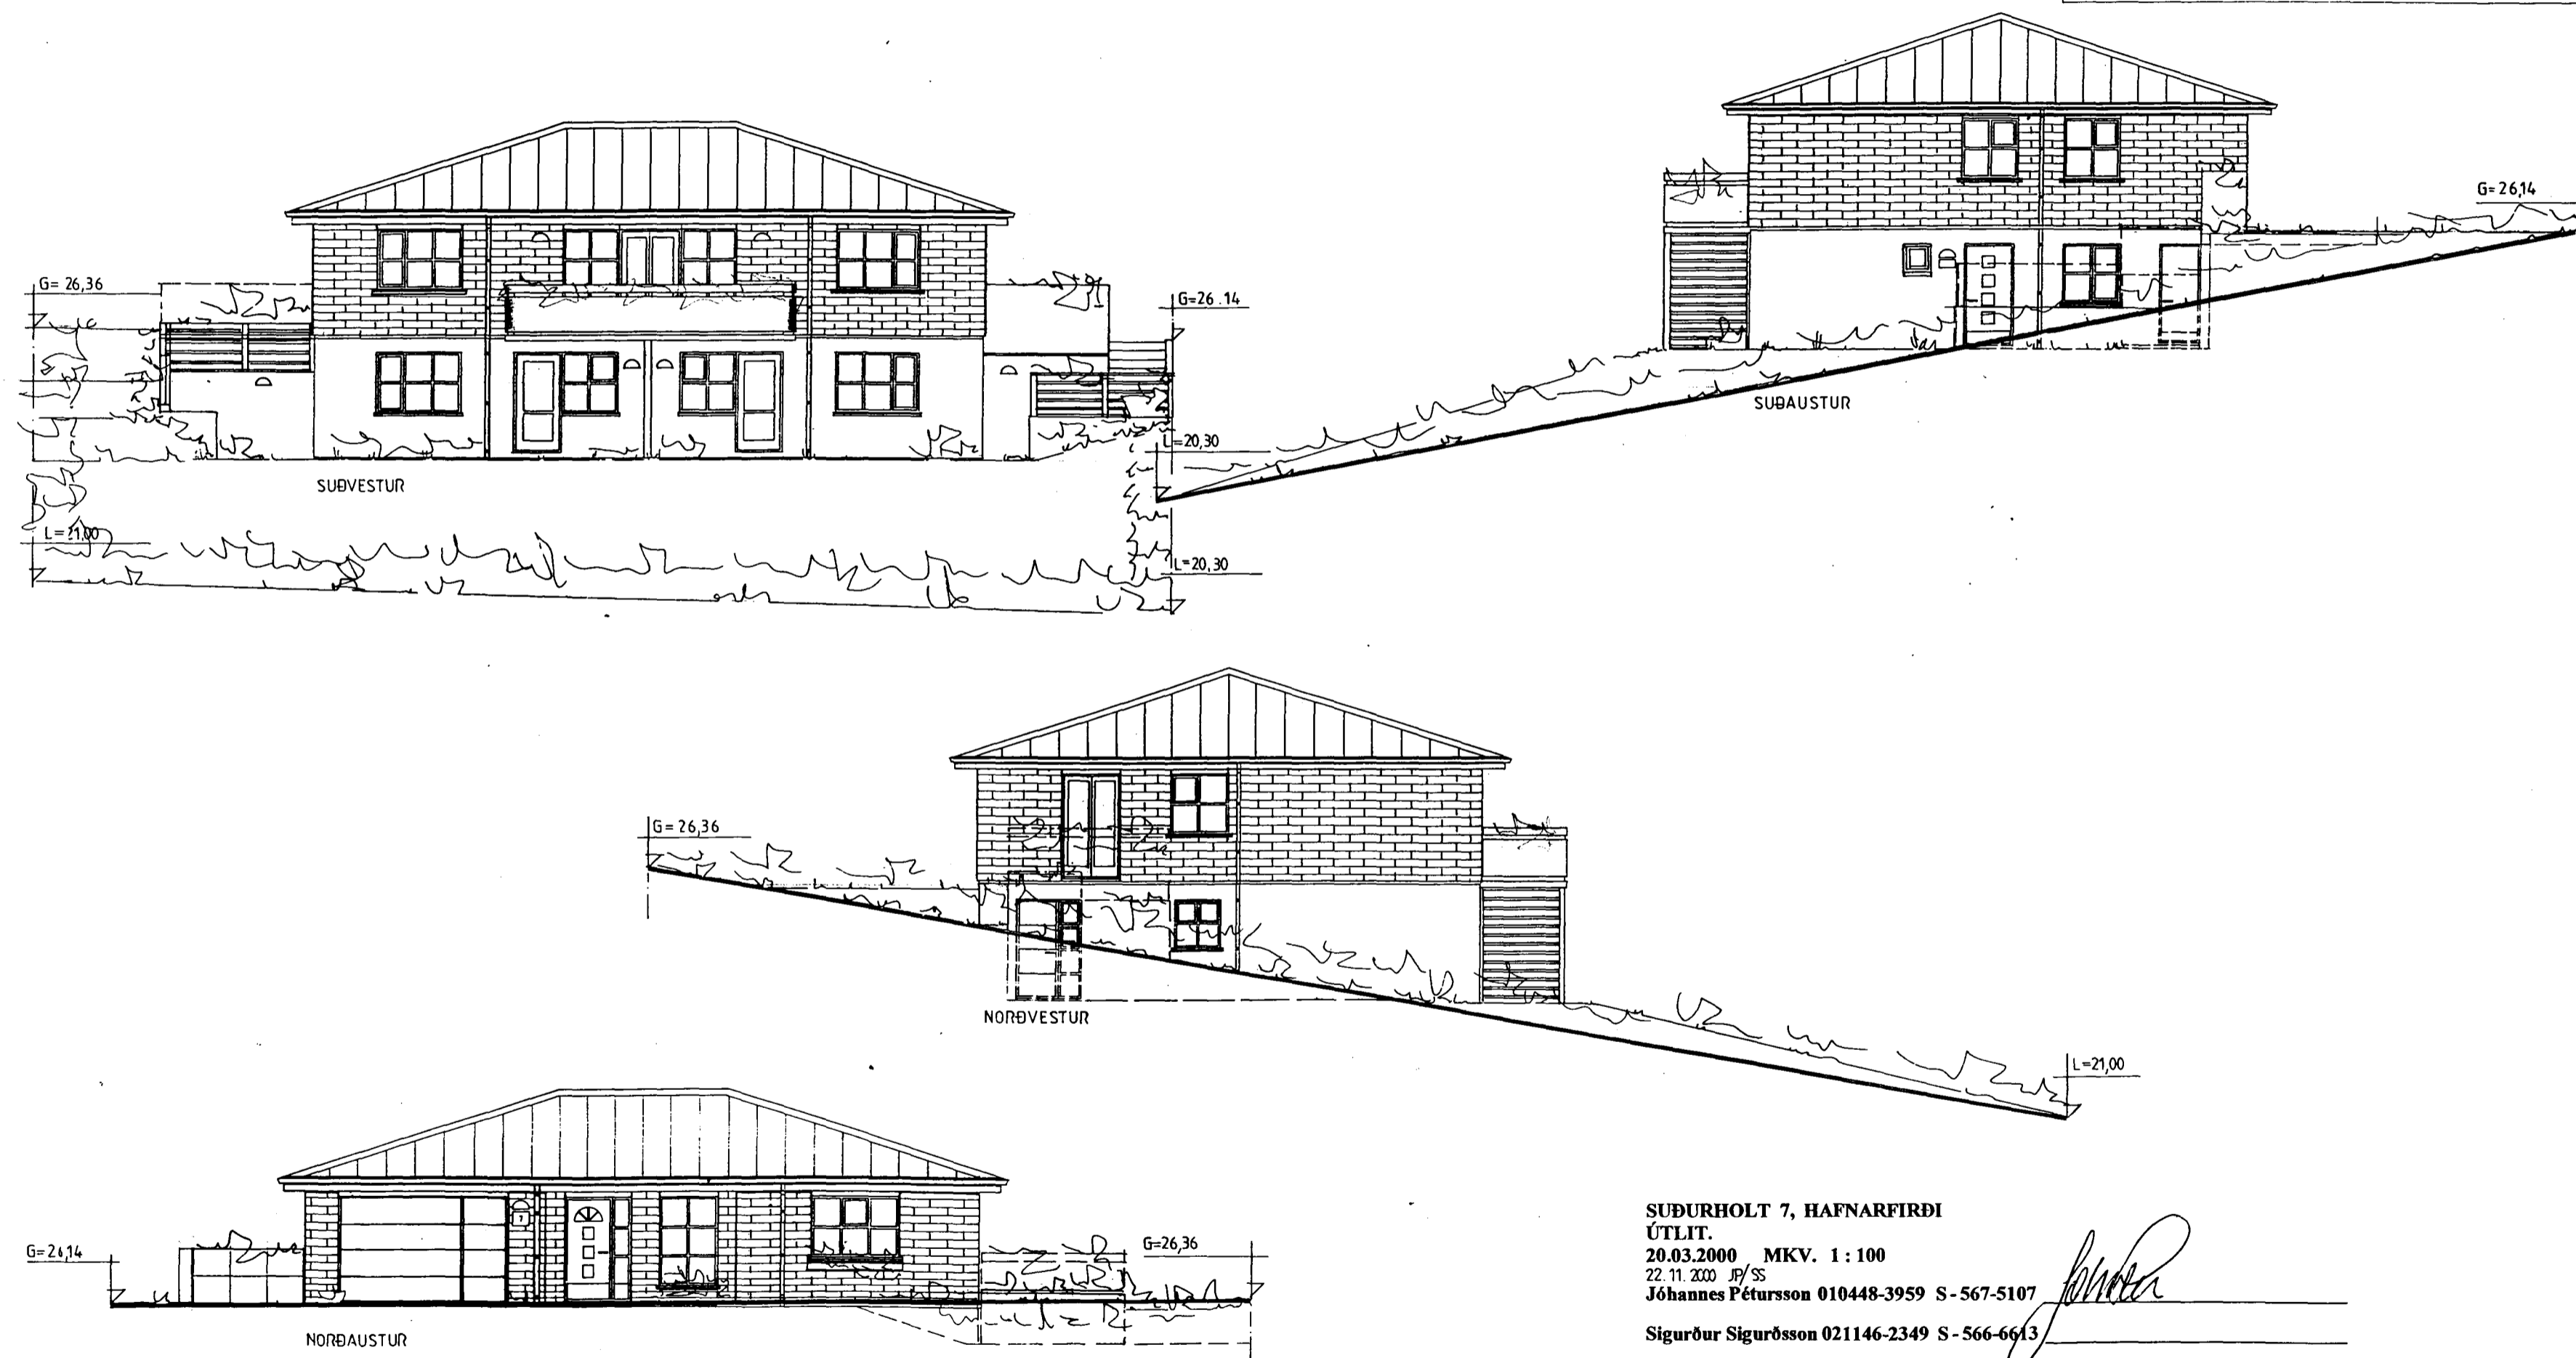 G= 26,14
G= 26,36
G=26.14
SUÐAUSTUR
L=20,30
SUÐVESTUR
L=21,00
L=20,30
G= 26,36
NORÐVESTUR
L=21,00
G=26,14
7
G=26,36
NORÐAUSTUR
SUÐURHOLT 7, HAFNARFIRÐI
ÚTLIT.
20.03.2000 MKV. 1 : 100
22. 11. 2000 JP/SS
Jóhannes Pétursson 010448-3959 S - 567-5107
Sigurður Sigurðsson 021146-2349 S - 566-6613